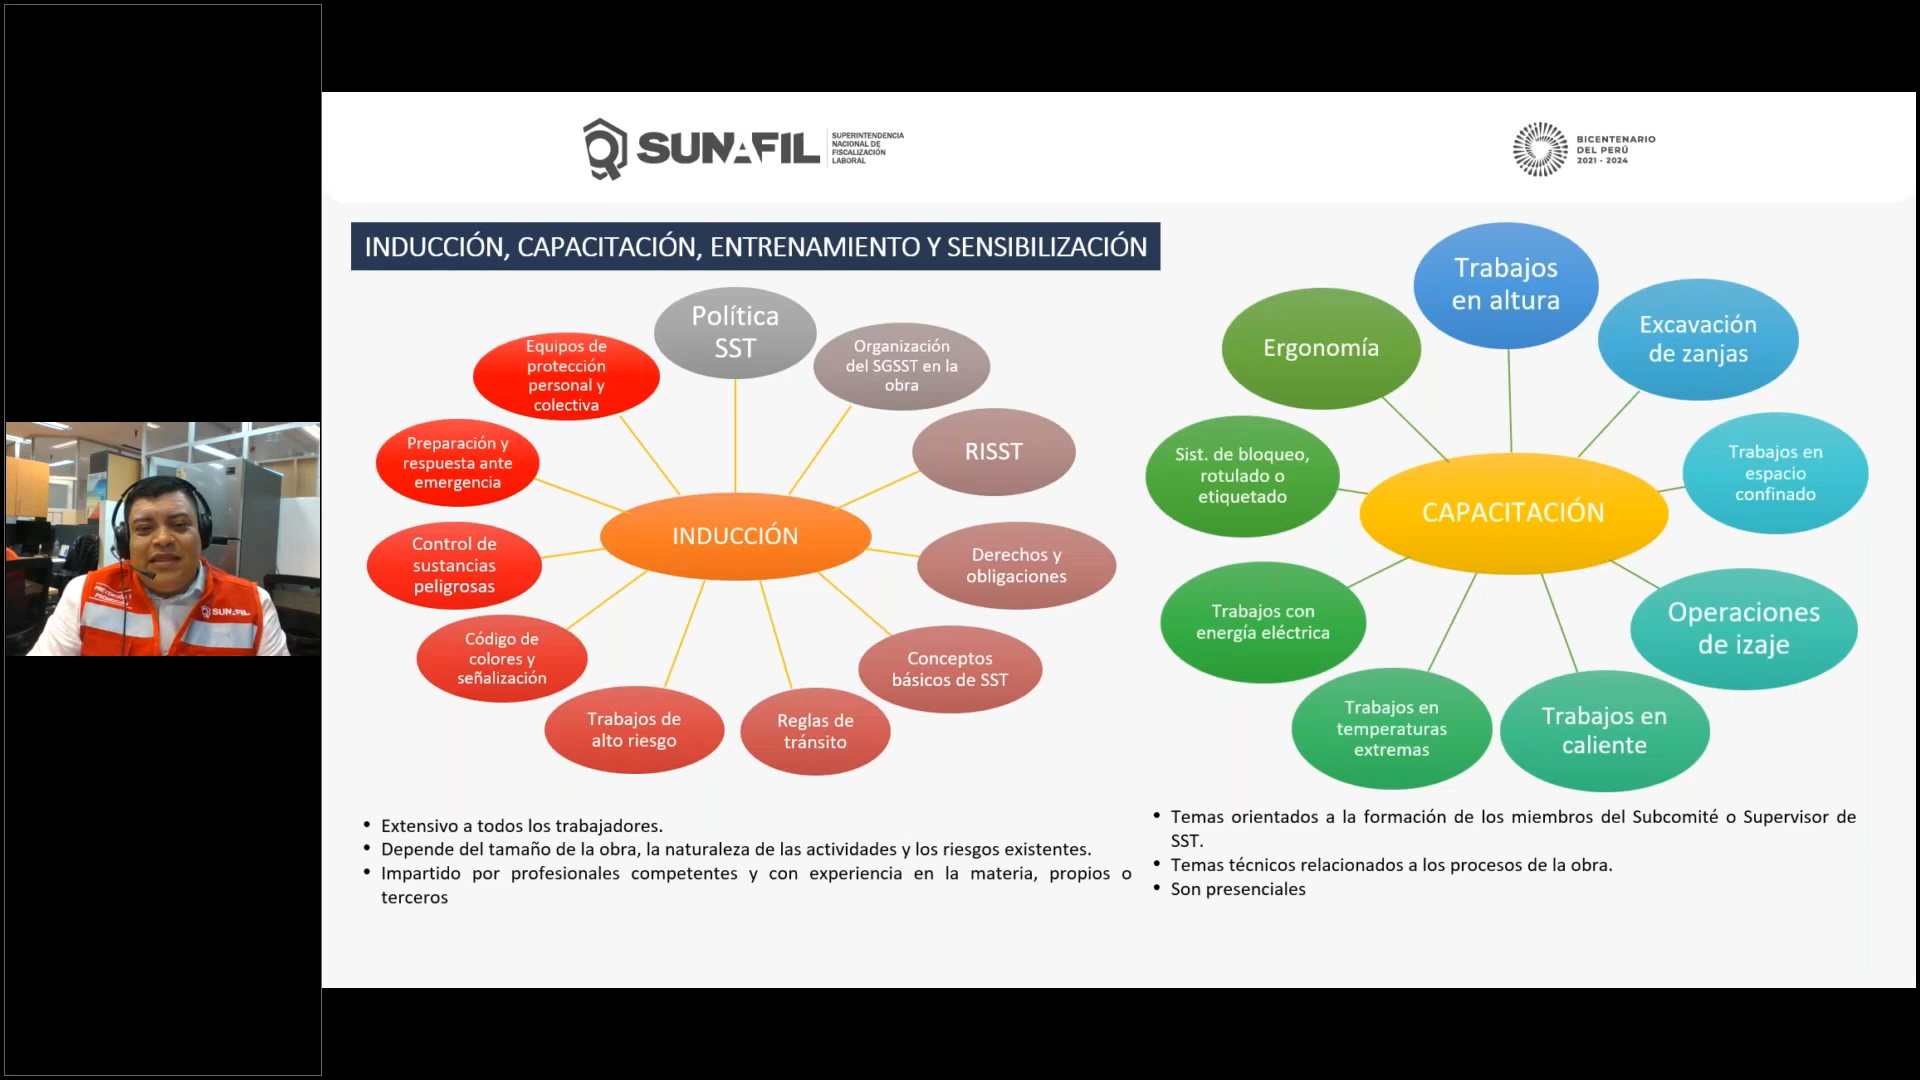 SUNAFIL
SUPERINTENDENCIA
NACIONAL DE
FISCALIZACIÓN
LABORAL
BICENTENARIO
DEL PERÚ
2021 - 2024
INDUCCIÓN, CAPACITACIÓN, ENTRENAMIENTO Y SENSIBILIZACIÓN
Política
SST
Organización
del SGSST en la
obra
RISST
Derechos y
obligaciones
Conceptos
básicos de SST
Reglas de
tránsito
Trabajos de
alto riesgo
Código de
colores y
señalización
Control de
sustancias
peligrosas
Preparación y
respuesta ante
emergencia
Equipos de
protección
personal y
colectiva
INDUCCIÓN
• Extensivo a todos los trabajadores.
• Depende del tamaño de la obra, la naturaleza de las actividades y los riesgos existentes.
• Impartido por profesionales competentes y con experiencia en la materia, propios o
terceros
Trabajos
en altura
Excavación
de zanjas
Trabajos en
espacio
confinado
Operaciones
de izaje
Trabajos en
caliente
Trabajos en
temperaturas
extremas
Trabajos con
energía eléctrica
Sist. de bloqueo,
rotulado o
etiquetado
Ergonomía
CAPACITACIÓN
• Temas orientados a la formación de los miembros del Subcomité o Supervisor de
SST.
• Temas técnicos relacionados a los procesos de la obra.
• Son presenciales
PREVENCIÓN Y
PROMOCIÓN
SUNAFIL